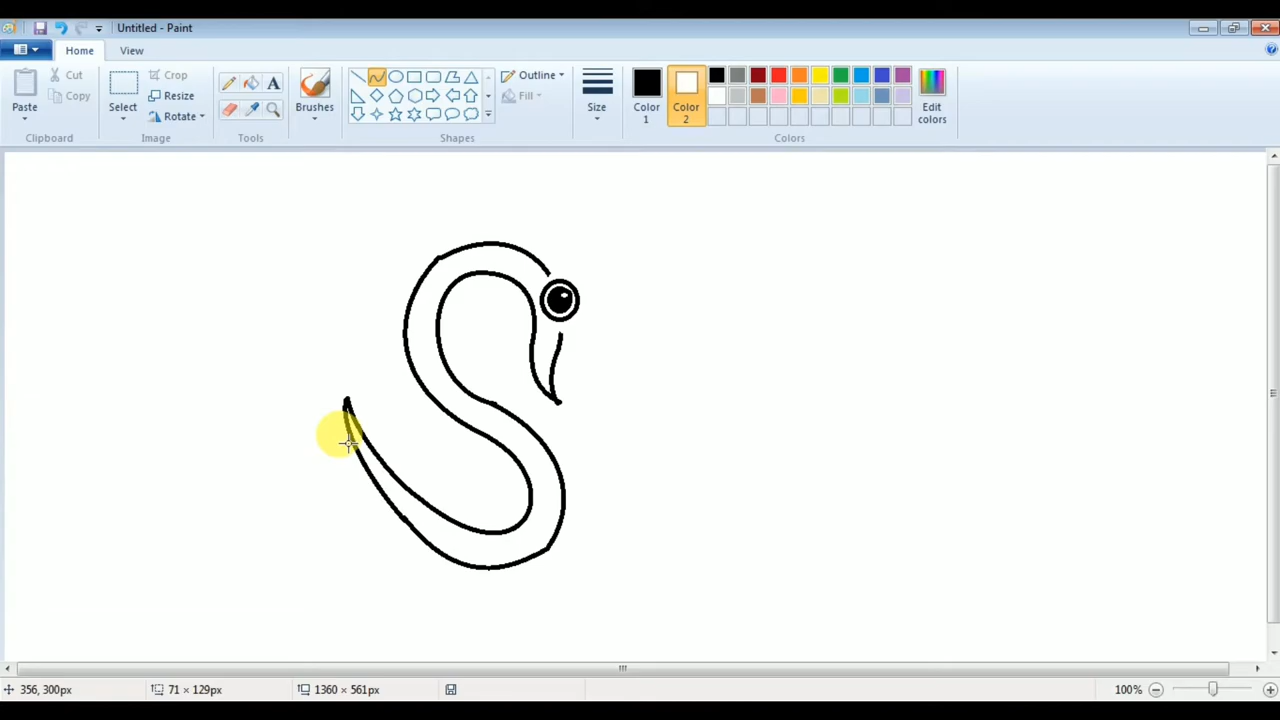 Untitled - Paint
Home View
Paste
Cut
Copy
Clipboard
Select
Crop
Resize
Rotate
Image
A
Tools
Brushes
Outline
Fill
Shapes
Size
Color 1
Color 2
Edit colors
Colors
356, 300px 71 × 129px 1360 × 561px 100%